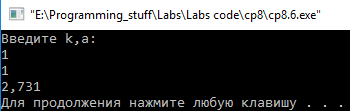 "E:\Programming_stuff\Labs\Labs code\cp8\cp8.6.exe"
Введите k,a:
1
1
2,731
Для продолжения нажмите любую клавишу . . .